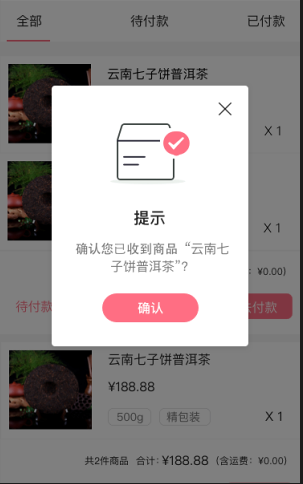 全部 待付款 已付款
云南七子饼普洱茶
X 1
提示
确认您已收到商品“云南七
子饼普洱茶”?
X 1
: ¥0.00)
确认
待付款 付款
云南七子饼普洱茶
¥188.88
500g 精包装 X 1
共2件商品 合计: ¥188.88 (含运费: ¥0.00)